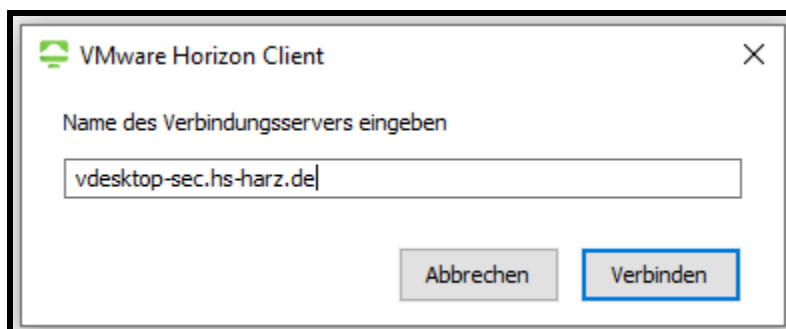 VMware Horizon Client
Name des Verbindungsservers eingeben
vdesktop-sec.hs-harz.de
Abbrechen Verbinden